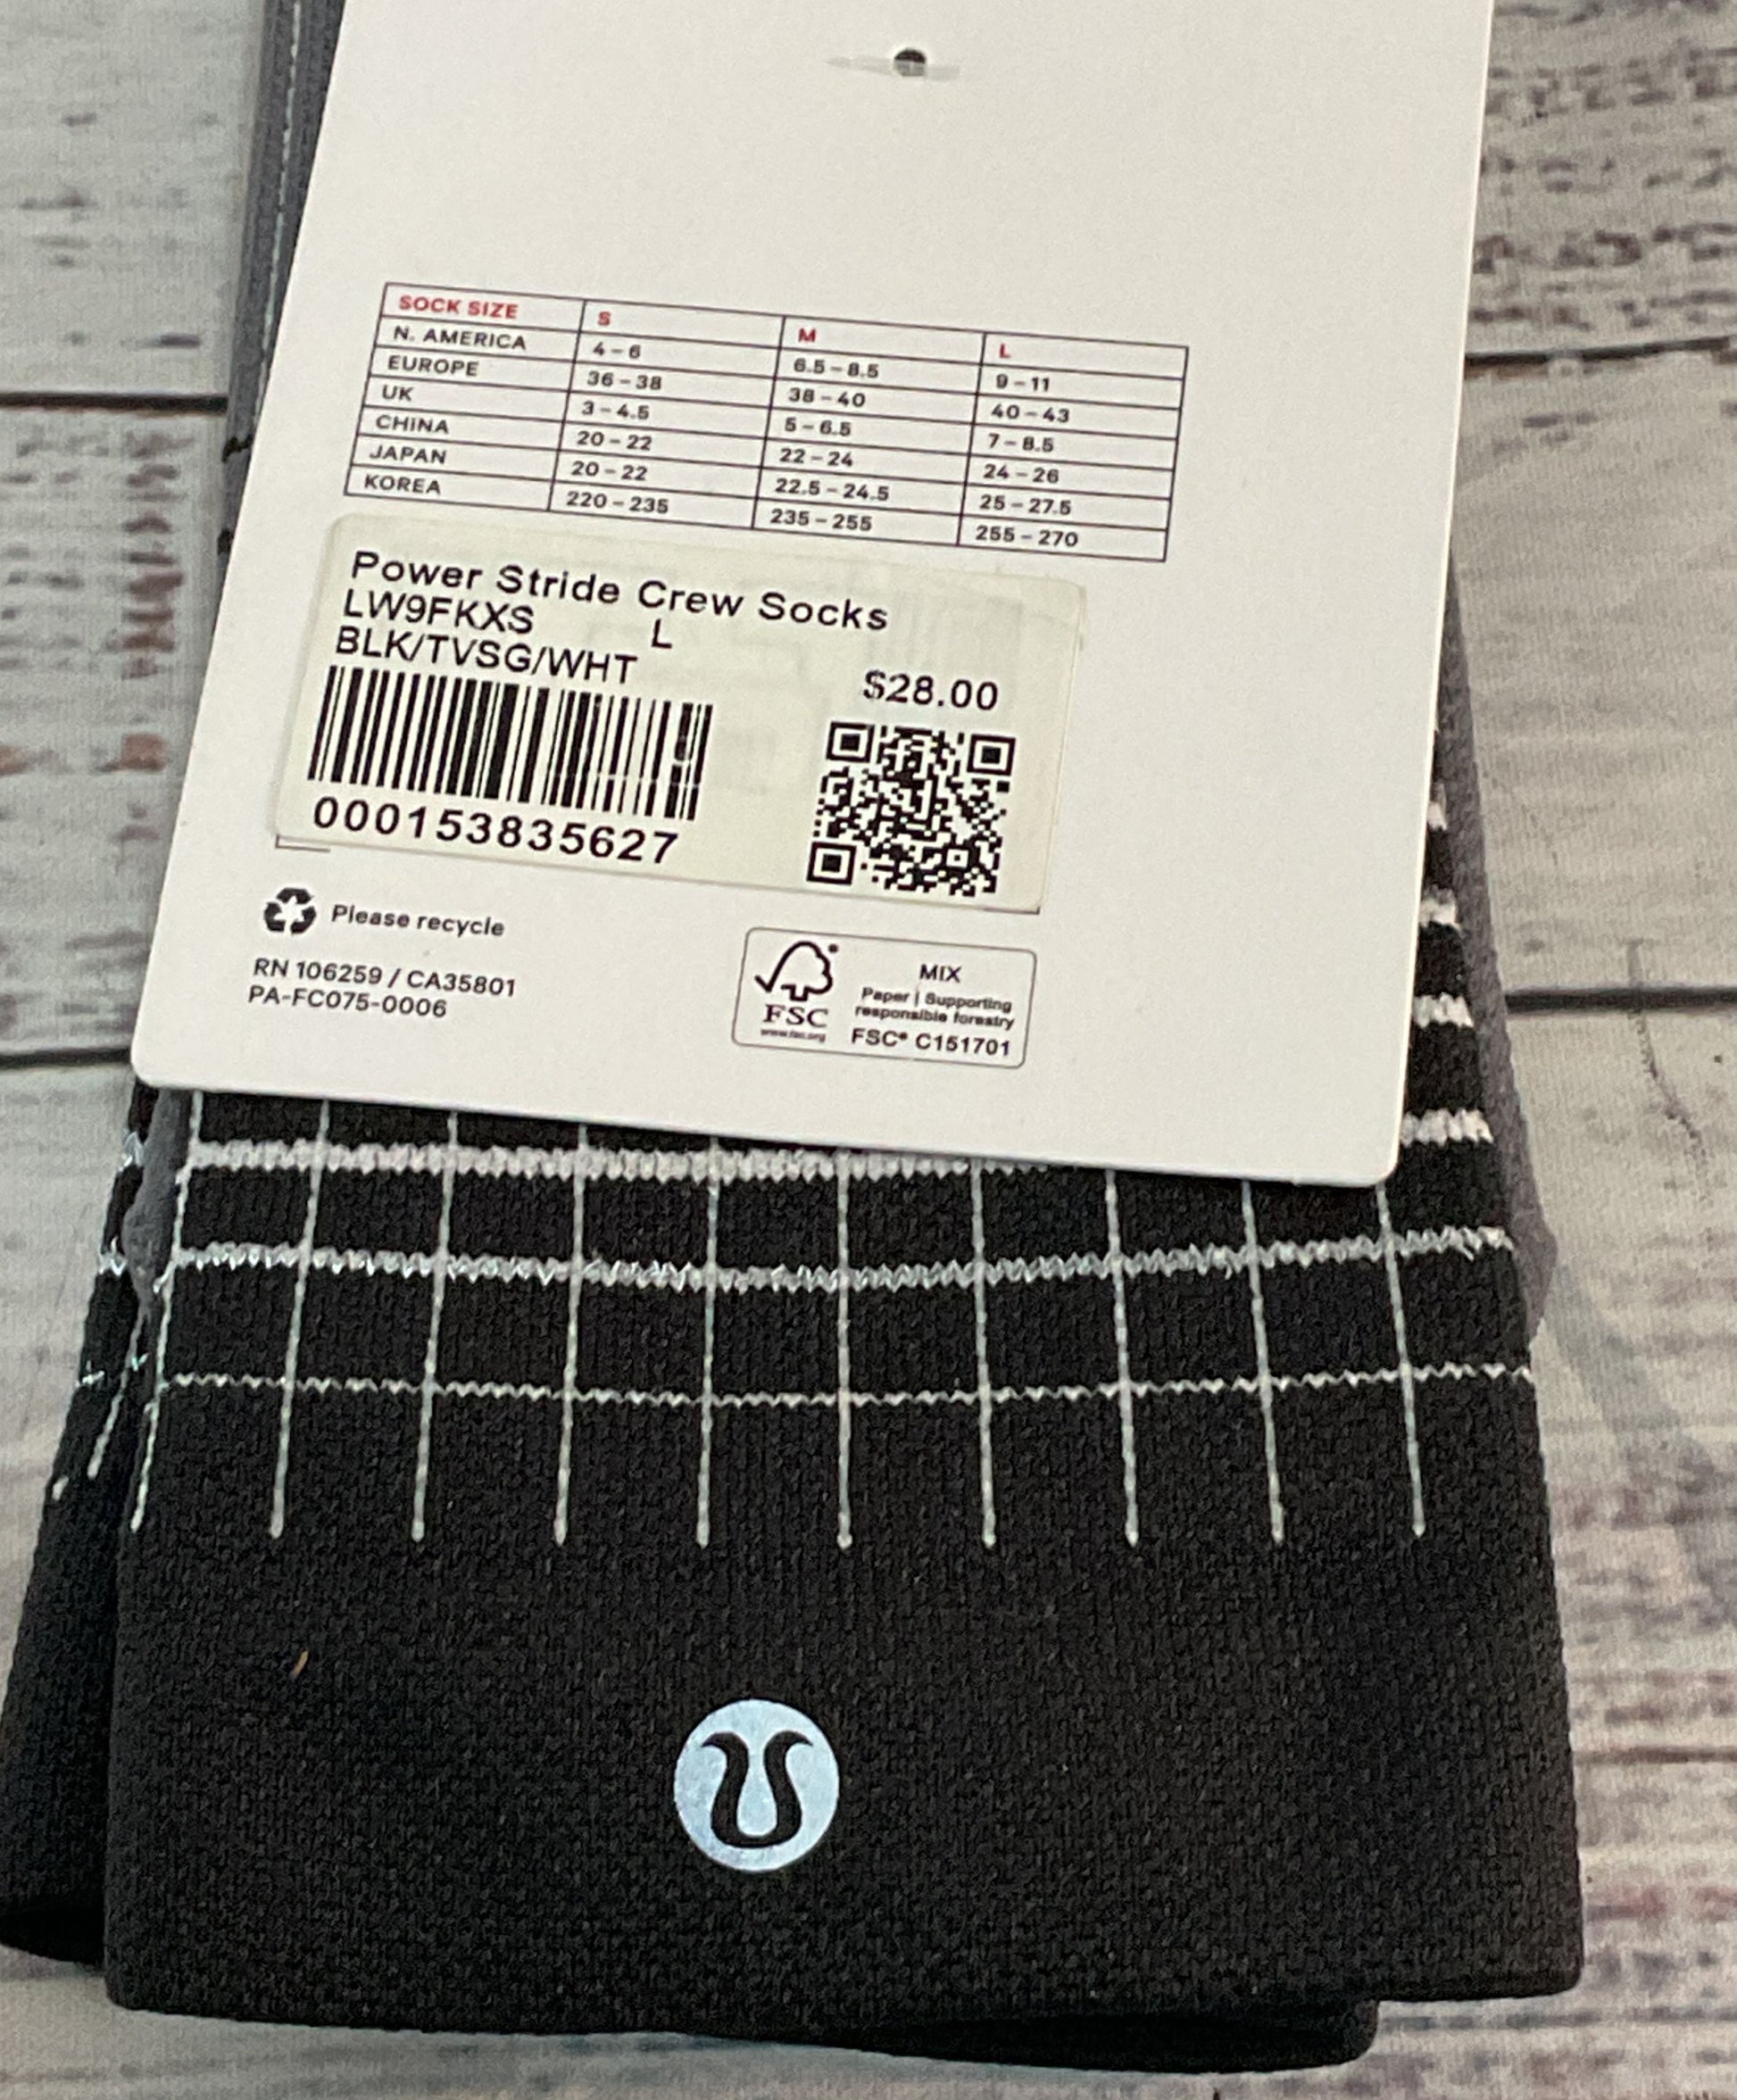 SOCK SIZE S M L
N. AMERICA 4 – 6 6.5 – 8.5 9 – 11
EUROPE 36 – 38 38 – 40 40 – 43
UK 3 – 4.5 5 – 6.5 7 – 8.5
CHINA 20 – 22 22 – 24 24 – 26
JAPAN 20 – 22 22.5 – 24.5 25 – 27.5
KOREA 220 – 235 235 – 255 255 – 270
Power Stride Crew Socks
LW9FKXS L
BLK/TVSG/WHT
$28.00
000153835627
Please recycle
RN 106259 / CA35801
PA-FC075-0006
FSC
www.fsc.org
MIX
Paper | Supporting
responsible forestry
FSC® C151701